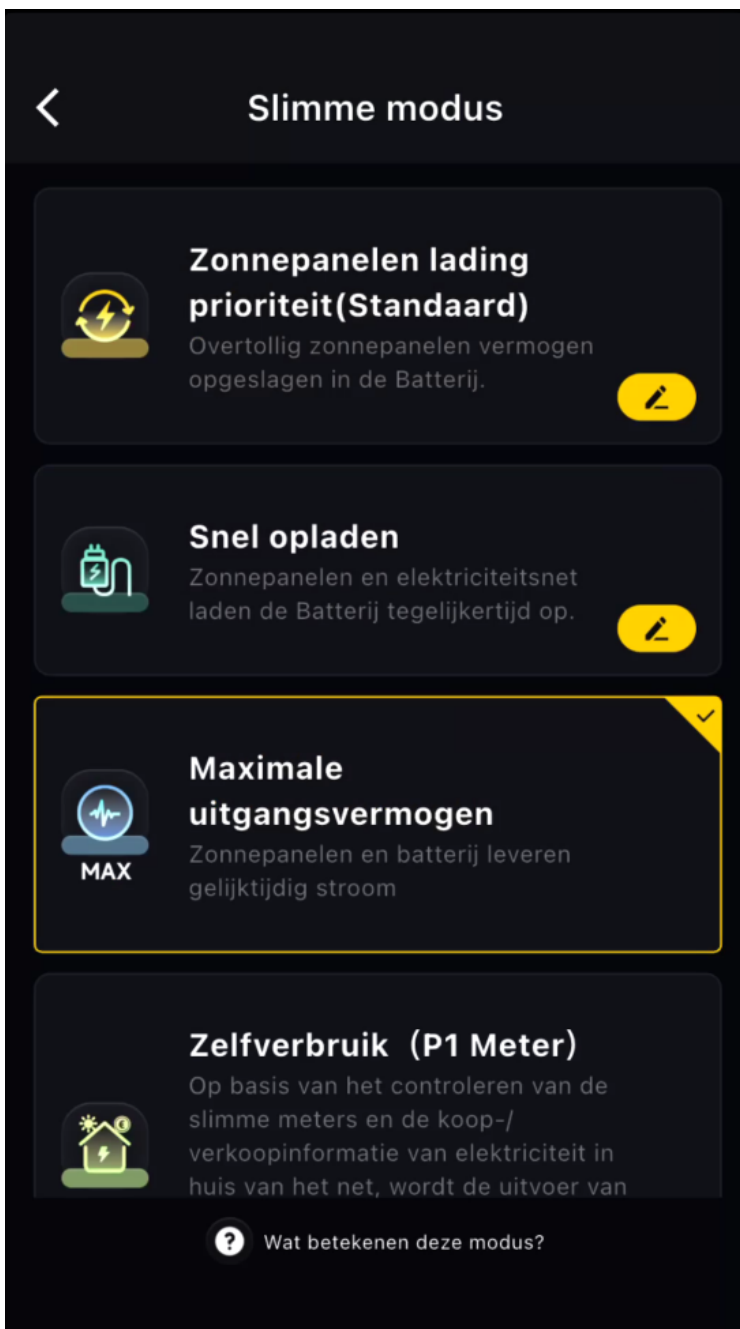 Slimme modus
Zonnepanelen lading
prioriteit(Standaard)
Overtollig zonnepanelen vermogen
opgeslagen in de Batterij.
Snel opladen
Zonnepanelen en elektriciteitsnet
laden de Batterij tegelijkertijd op.
Maximale
uitgangsvermogen
Zonnepanelen en batterij leveren
gelijktijdig stroom
MAX
Zelfverbruik（P1 Meter）
Op basis van het controleren van de
slimme meters en de koop-/
verkoopinformatie van elektriciteit in
huis van het net, wordt de uitvoer van
Wat betekenen deze modus?